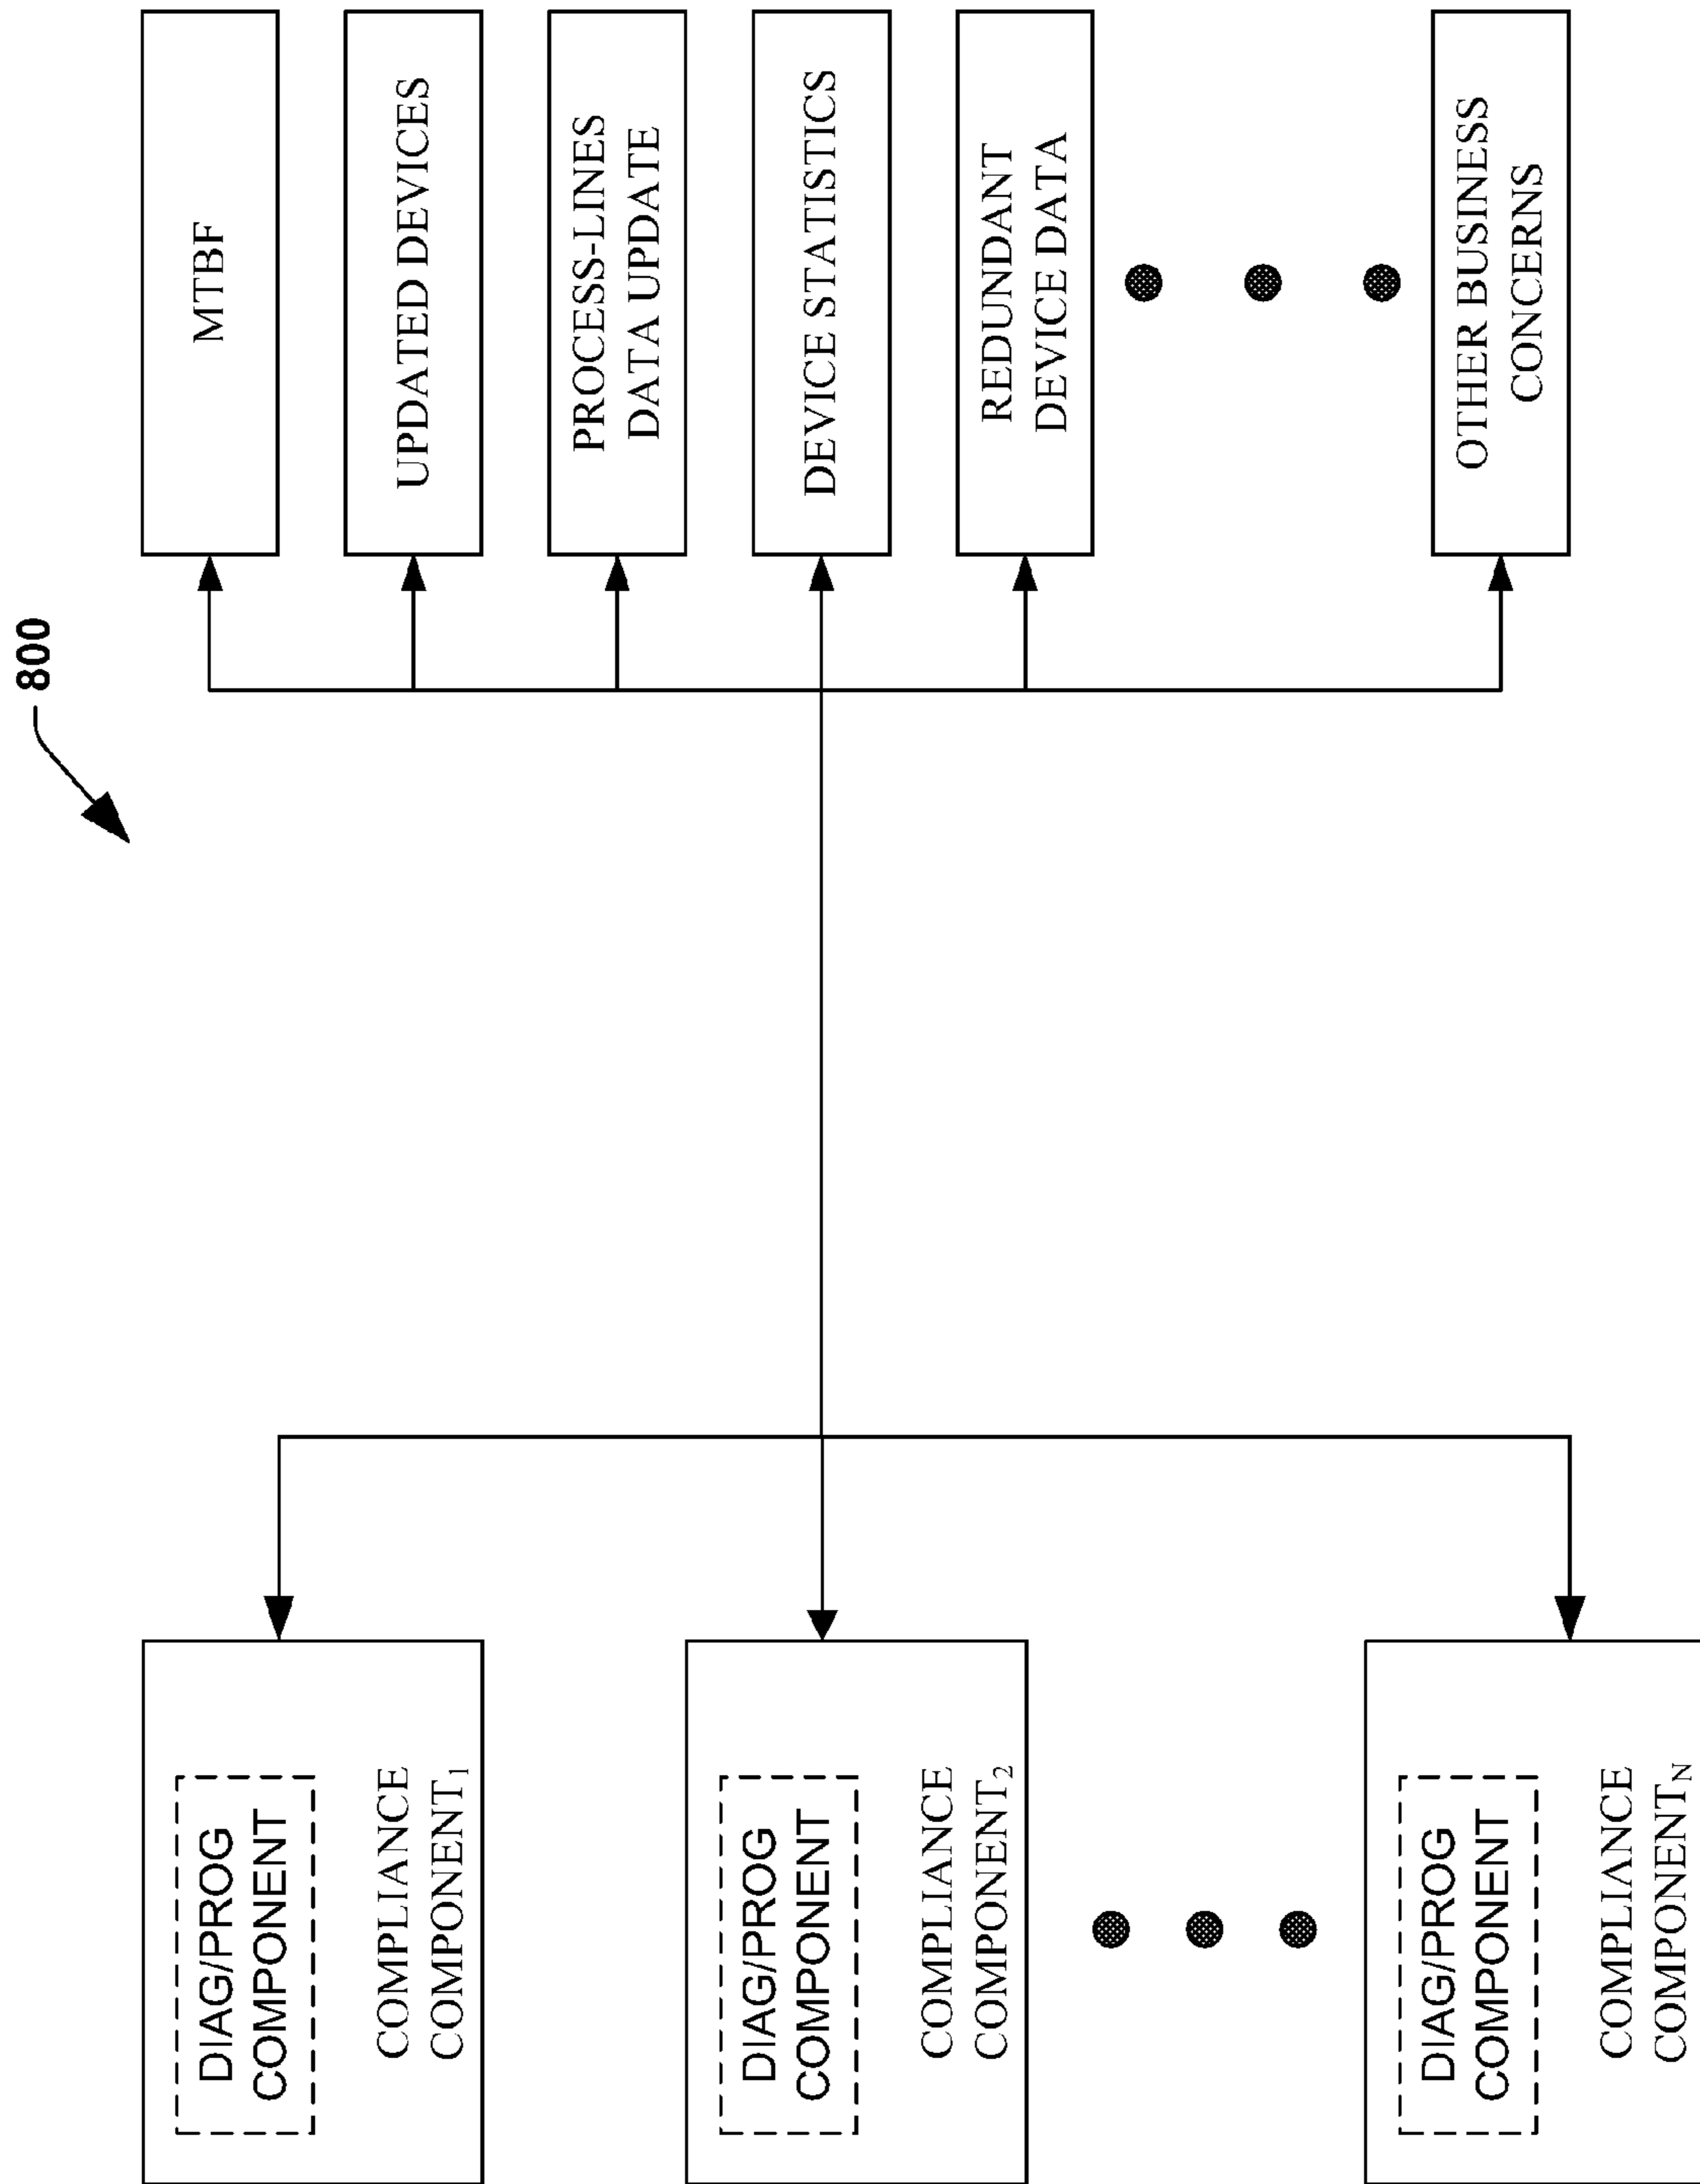 800
DIAG/PROG
COMPONENT
COMPLIANCE
COMPONENT₁
DIAG/PROG
COMPONENT
COMPLIANCE
COMPONENT₂
DIAG/PROG
COMPONENT
COMPLIANCE
COMPONENT_N
MTBF
UPDATED DEVICES
PROCESS-LINES
DATA UPDATE
DEVICE STATISTICS
REDUNDANT
DEVICE DATA
OTHER BUSINESS
CONCERNS